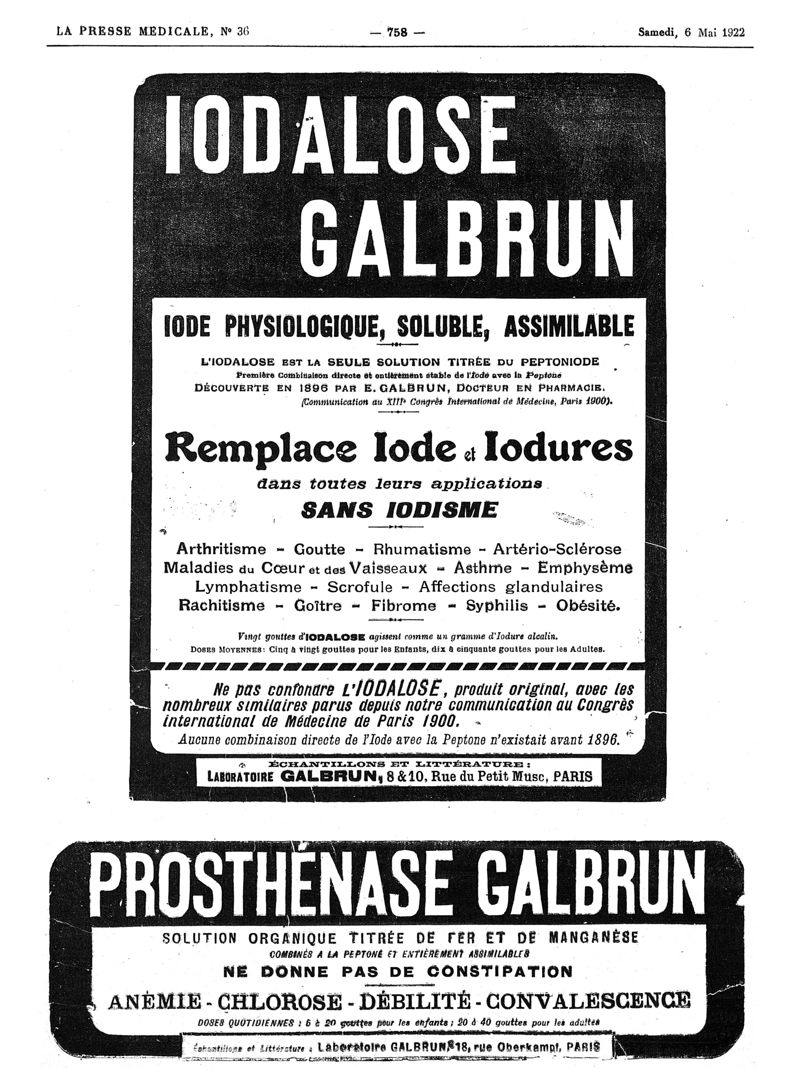 LA PRESSE MÉDICALE, N° 36
— 758 —
Samedi, 6 Mai 1922
IODALOSE
GALBRUN
IODE PHYSIOLOGIQUE, SOLUBLE, ASSIMILABLE
L'IODALOSE EST LA SEULE SOLUTION TITRÉE DU PEPTONIODE
Première Combinaison directe et entièrement stable de l'Iode avec la Peptone
DÉCOUVERTE EN 1896 PAR E. GALBRUN, DOCTEUR EN PHARMACIE.
(Communication au XIIIe Congrès International de Médecine, Paris 1900).
Remplace Iode et Iodures
dans toutes leurs applications
SANS IODISME
Arthritisme - Goutte - Rhumatisme - Artério-Sclérose
Maladies du Cœur et des Vaisseaux - Asthme - Emphysème
Lymphatisme - Scrofule - Affections glandulaires
Rachitisme - Goître - Fibrome - Syphilis - Obésité.
Vingt gouttes d'IODALOSE agissent comme un gramme d'Iodure alcalin.
DOSES MOYENNES: Cinq à vingt gouttes pour les Enfants, dix à cinquante gouttes pour les Adultes.
Ne pas confondre L'IODALOSE, produit original, avec les
nombreux similaires parus depuis notre communication au Congrès
international de Médecine de Paris 1900.
Aucune combinaison directe de l'Iode avec la Peptone n'existait avant 1896.
ÉCHANTILLONS ET LITTÉRATURE :
LABORATOIRE GALBRUN, 8 & 10, Rue du Petit Musc, PARIS
PROSTHÉNASE GALBRUN
SOLUTION ORGANIQUE TITRÉE DE FER ET DE MANGANÈSE
COMBINÉS A LA PEPTONE ET ENTIÈREMENT ASSIMILABLES
NE DONNE PAS DE CONSTIPATION
ANÉMIE - CHLOROSE - DÉBILITÉ - CONVALESCENCE
DOSES QUOTIDIENNES : 5 à 20 gouttes pour les enfants ; 20 à 40 gouttes pour les adultes
Échantillons et Littérature : Laboratoire GALBRUN, 18, rue Oberkampf, PARIS